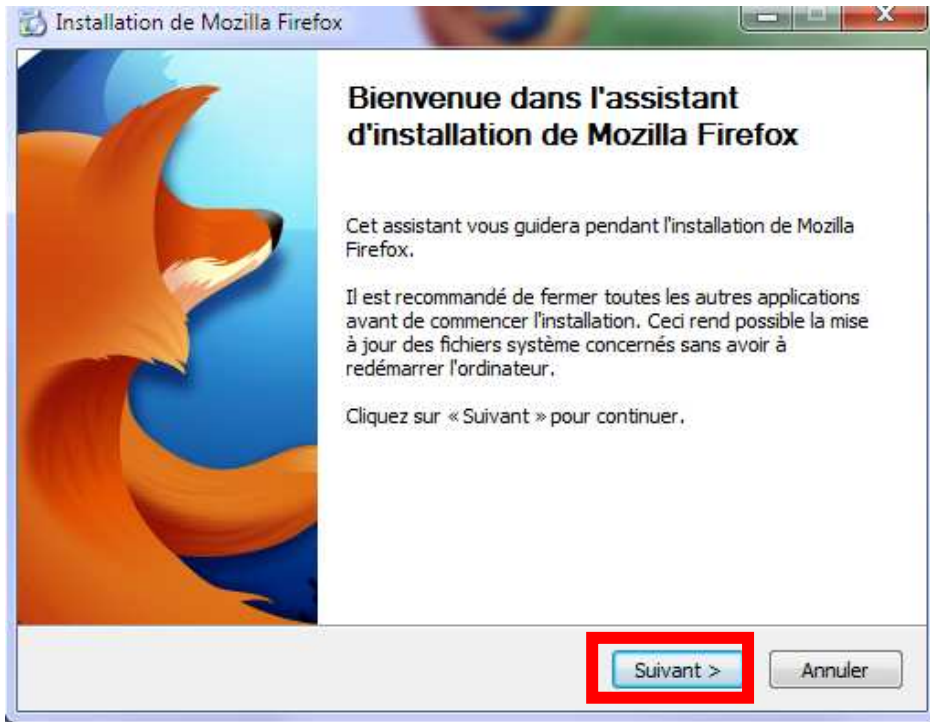 Installation de Mozilla Firefox
Bienvenue dans l'assistant
d'installation de Mozilla Firefox
Cet assistant vous guidera pendant l'installation de Mozilla
Firefox.
Il est recommandé de fermer toutes les autres applications
avant de commencer l'installation. Ceci rend possible la mise
à jour des fichiers système concernés sans avoir à
redémarrer l'ordinateur.
Cliquez sur « Suivant » pour continuer.
Suivant >
Annuler